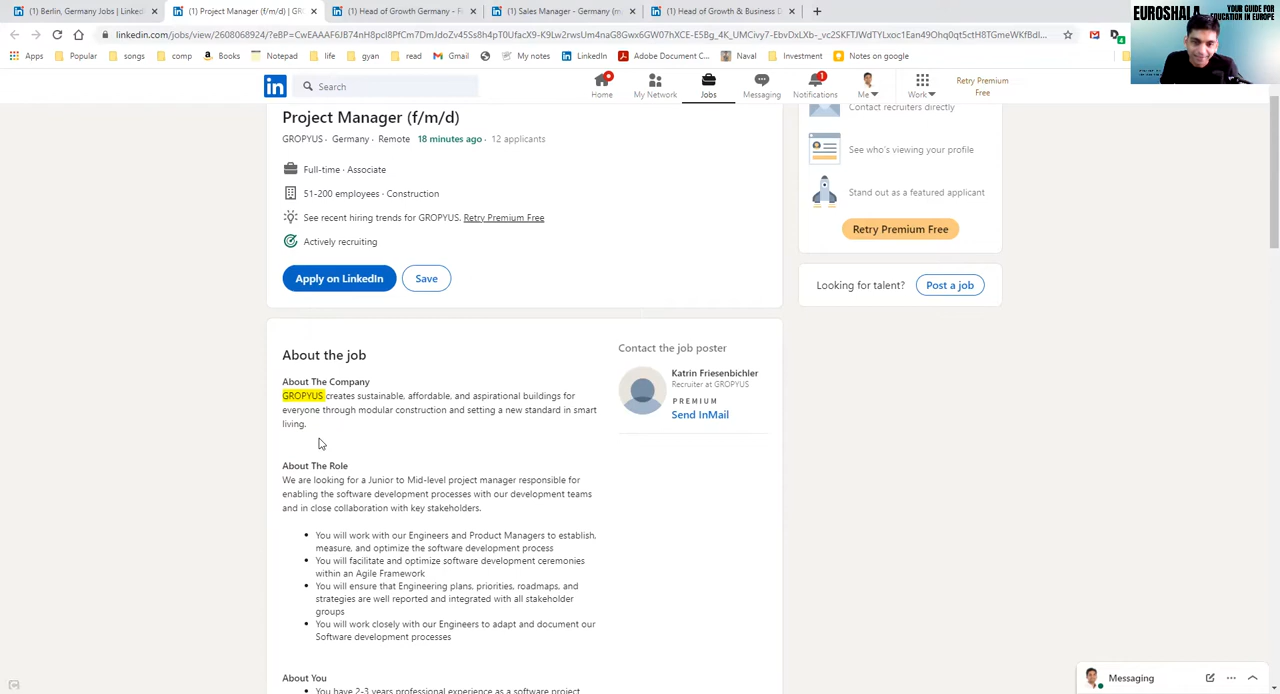 (1) Berlin, Germany Jobs | LinkedI
(1) Project Manager (f/m/d) | GRO
(1) Head of Growth Germany - F
(1) Sales Manager - Germany (m
(1) Head of Growth & Business D
EUROSHALA
YOUR GUIDE FOR
EDUCATION IN EUROPE
Apps
Popular
songs
comp
Books
Notepad
life
gyan
read
Gmail
My notes
LinkedIn
Adobe Document C...
Naval
Investment
Notes on google
Search
Home
My Network
Jobs
Messaging
1
Notifications
Me
Work
Retry Premium
Free
Project Manager (f/m/d)
GROPYUS · Germany · Remote 18 minutes ago · 12 applicants
Full-time · Associate
51-200 employees · Construction
See recent hiring trends for GROPYUS. Retry Premium Free
Actively recruiting
Apply on LinkedIn
Save
Contact recruiters directly
See who's viewing your profile
Stand out as a featured applicant
Retry Premium Free
Looking for talent?
Post a job
About the job
About The Company
GROPYUS creates sustainable, affordable, and aspirational buildings for
everyone through modular construction and setting a new standard in smart
living.
About The Role
We are looking for a Junior to Mid-level project manager responsible for
enabling the software development processes with our development teams
and in close collaboration with key stakeholders.
• You will work with our Engineers and Product Managers to establish,
measure, and optimize the software development process
• You will facilitate and optimize software development ceremonies
within an Agile Framework
• You will ensure that Engineering plans, priorities, roadmaps, and
strategies are well reported and integrated with all stakeholder
groups
• You will work closely with our Engineers to adapt and document our
Software development processes
About You
• You have 2-3 years professional experience as a software project
Contact the job poster
Katrin Friesenbichler
Recruiter at GROPYUS
PREMIUM
Send InMail
Messaging